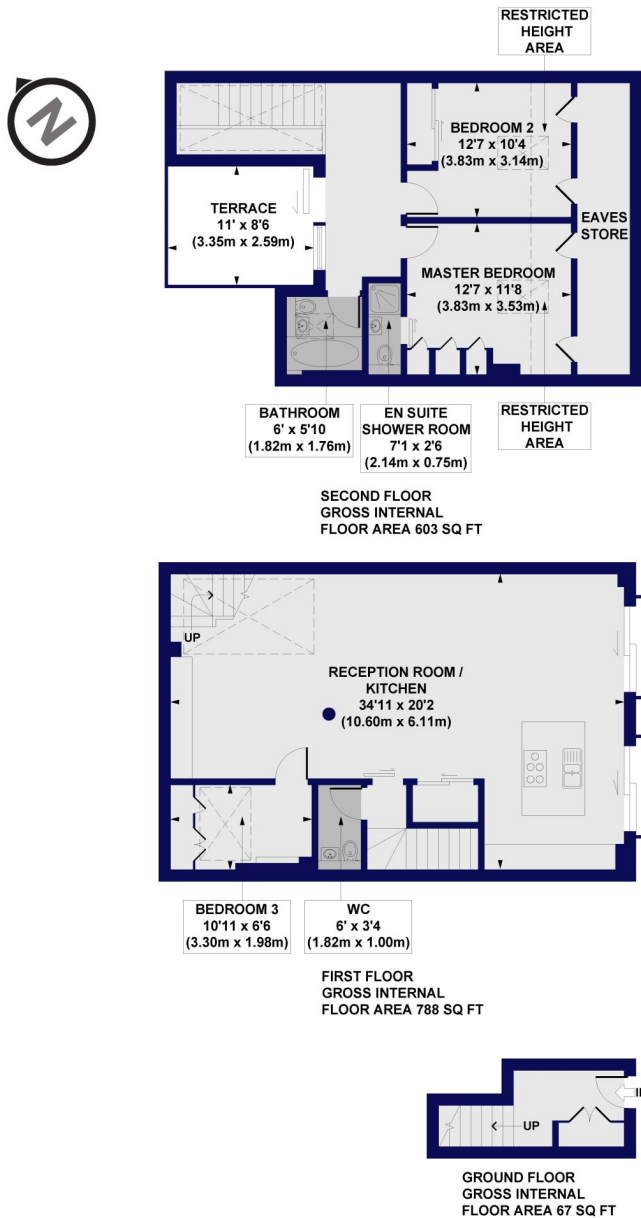 RESTRICTED
HEIGHT
AREA
N
BEDROOM 2
12'7 x 10'4
(3.83m x 3.14m)
TERRACE
11' x 8'6
(3.35m x 2.59m)
EAVES
STORE
MASTER BEDROOM
12'7 x 11'8
(3.83m x 3.53m)
BATHROOM
6' x 5'10
(1.82m x 1.76m)
EN SUITE
SHOWER ROOM
7'1 x 2'6
(2.14m x 0.75m)
RESTRICTED
HEIGHT
AREA
SECOND FLOOR
GROSS INTERNAL
FLOOR AREA 603 SQ FT
UP
RECEPTION ROOM /
KITCHEN
34'11 x 20'2
(10.60m x 6.11m)
BEDROOM 3
10'11 x 6'6
(3.30m x 1.98m)
WC
6' x 3'4
(1.82m x 1.00m)
FIRST FLOOR
GROSS INTERNAL
FLOOR AREA 788 SQ FT
UP
GROUND FLOOR
GROSS INTERNAL
FLOOR AREA 67 SQ FT